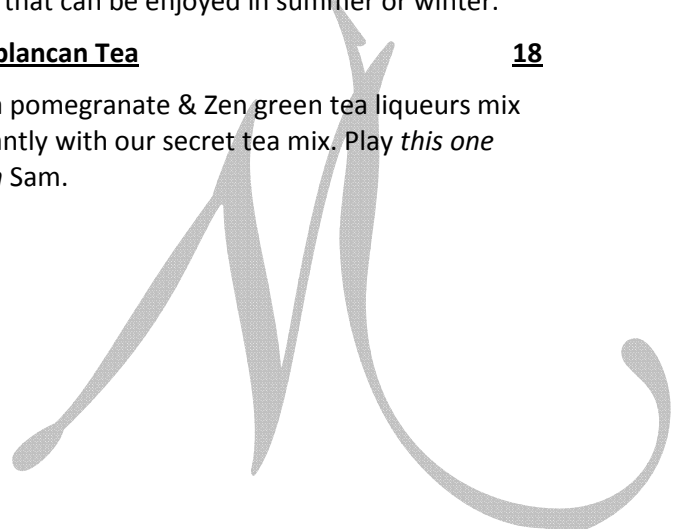 that can be enjoyed in summer or winter.
blancan Tea 18
pomegranate & Zen green tea liqueurs mix
antly with our secret tea mix. Play this one
Sam.
M